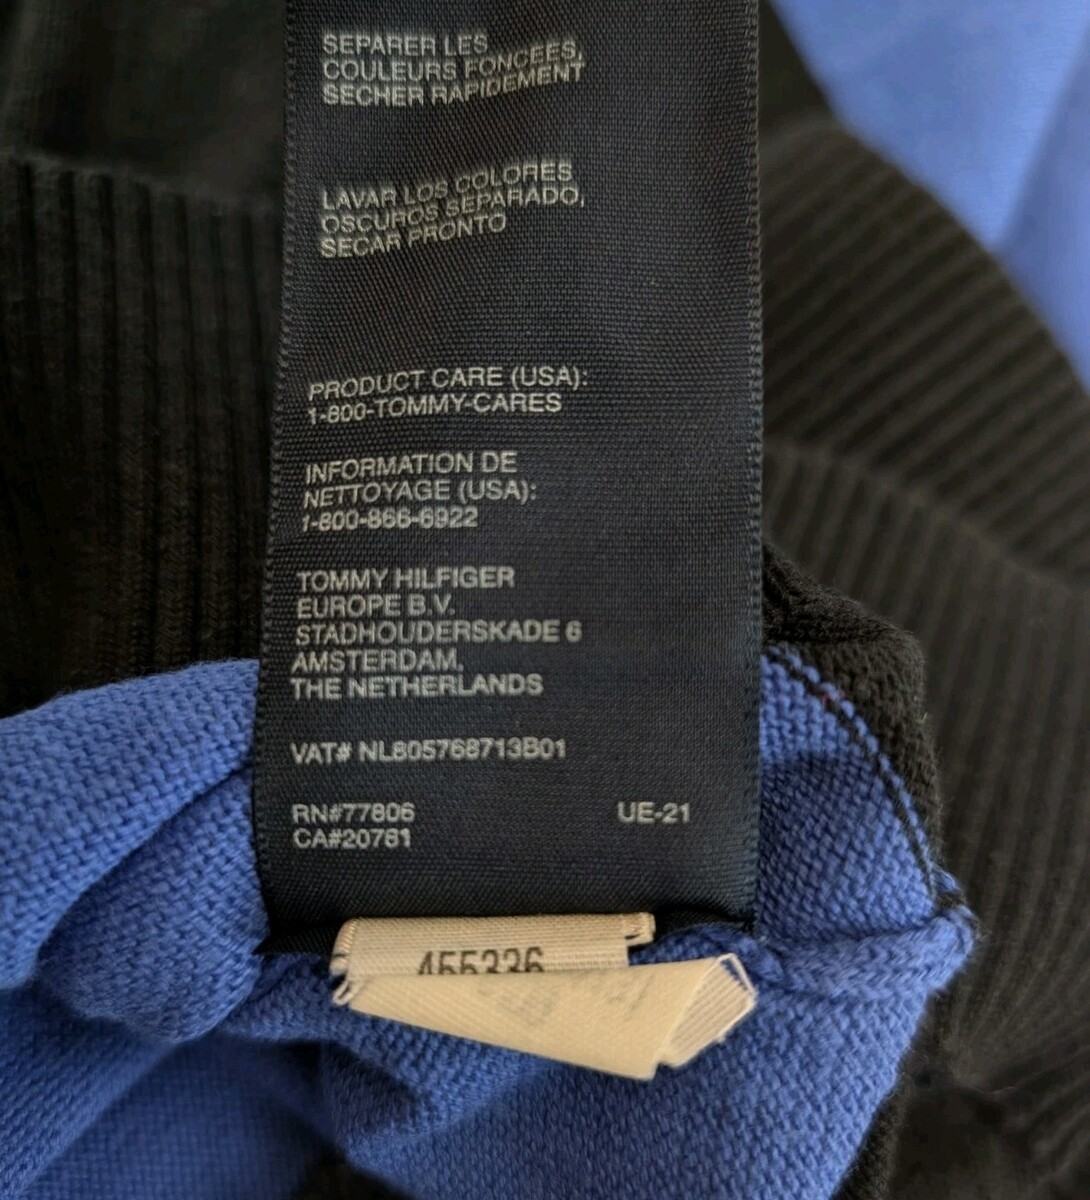 SEPARER LES
COULEURS FONCEES,
SECHER RAPIDEMENT
LAVAR LOS COLORES
OSCUROS SEPARADO,
SECAR PRONTO
PRODUCT CARE (USA):
1-800-TOMMY-CARES
INFORMATION DE
NETTOYAGE (USA):
1-800-866-6922
TOMMY HILFIGER
EUROPE B.V.
STADHOUDERSKADE 6
AMSTERDAM,
THE NETHERLANDS
VAT# NL805768713B01
RN#77806 UE-21
CA#20781
455336